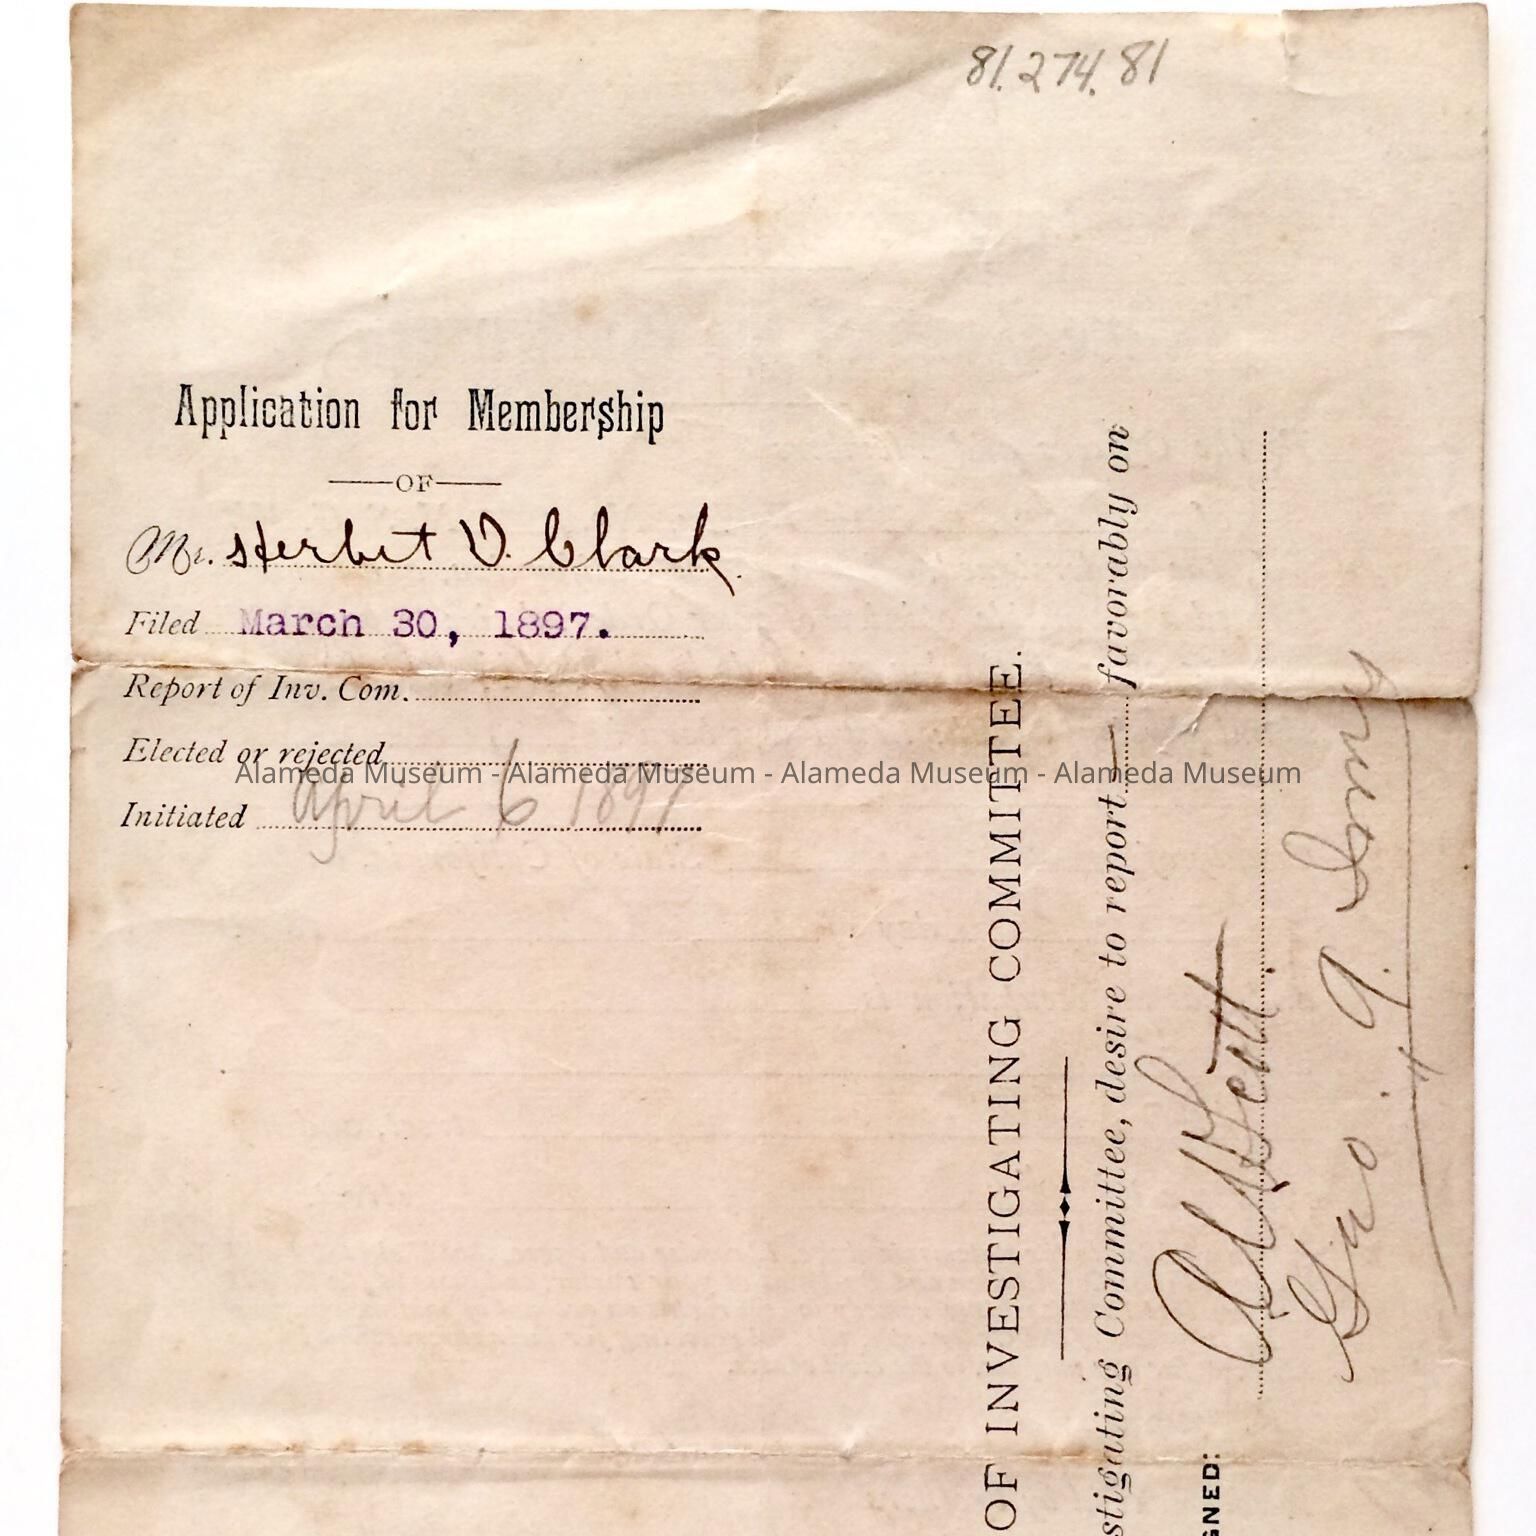 81.274.81
Application for Membership
OF
Mr. Herbert V. Clark
Filed March 30, 1897.
Report of Inv. Com.
Elected or rejected
Initiated April 6 1897
Alameda Museum - Alameda Museum - Alameda Museum - Alameda Museum
OF INVESTIGATING COMMITTEE.
stigating Committee, desire to report — favorably on
GNED:
Geo. A.